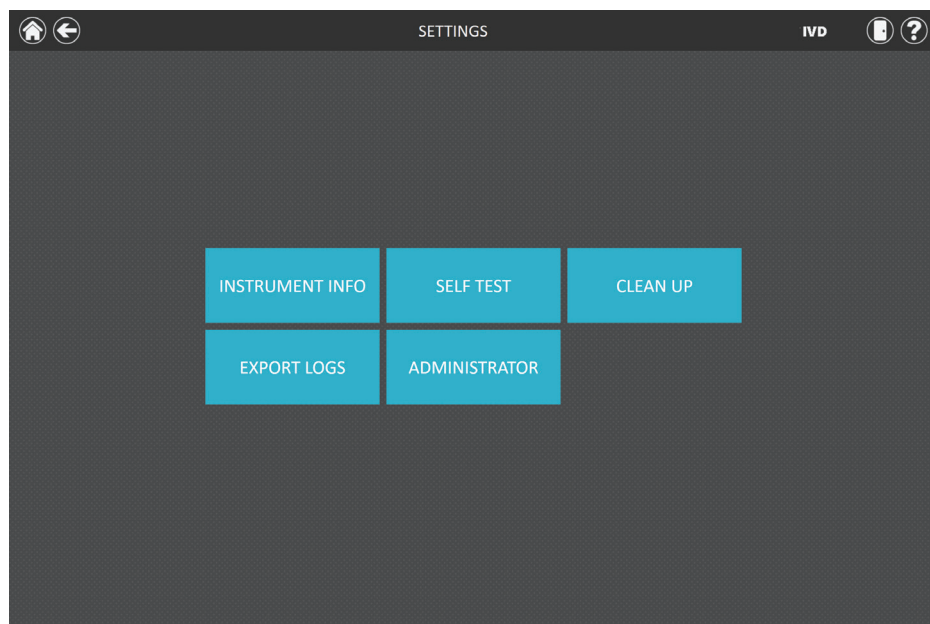 SETTINGS
IVD
?
INSTRUMENT INFO
SELF TEST
CLEAN UP
EXPORT LOGS
ADMINISTRATOR